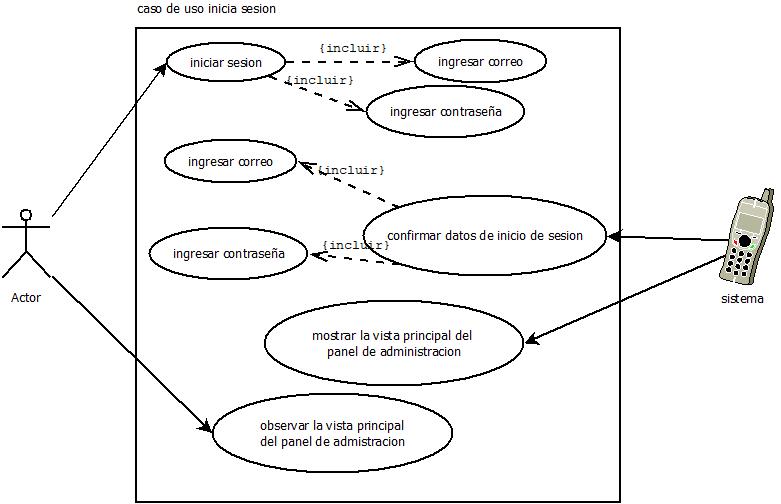 caso de uso inicia sesion
iniciar sesion
{incluir}
ingresar correo
{incluir}
ingresar contraseña
ingresar correo
{incluir}
confirmar datos de inicio de sesion
ingresar contraseña
{incluir}
Actor
sistema
mostrar la vista principal del
panel de administracion
observar la vista principal
del panel de admistracion